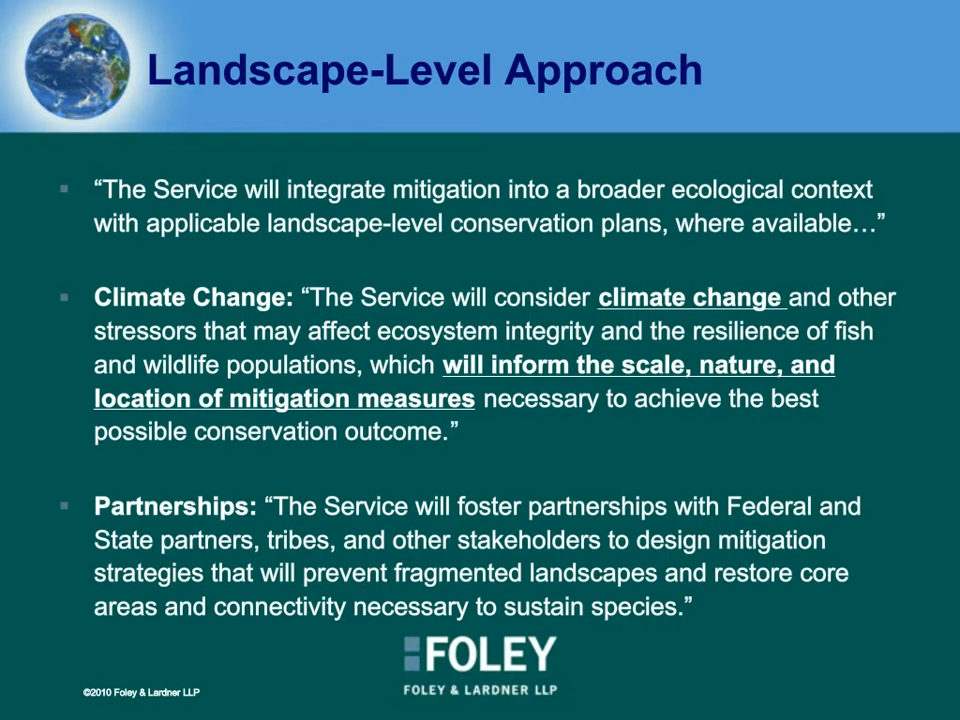 Landscape-Level Approach
“The Service will integrate mitigation into a broader ecological context
with applicable landscape-level conservation plans, where available…”
Climate Change: “The Service will consider climate change and other
stressors that may affect ecosystem integrity and the resilience of fish
and wildlife populations, which will inform the scale, nature, and
location of mitigation measures necessary to achieve the best
possible conservation outcome.”
Partnerships: “The Service will foster partnerships with Federal and
State partners, tribes, and other stakeholders to design mitigation
strategies that will prevent fragmented landscapes and restore core
areas and connectivity necessary to sustain species.”
FOLEY
FOLEY & LARDNER LLP
©2010 Foley & Lardner LLP